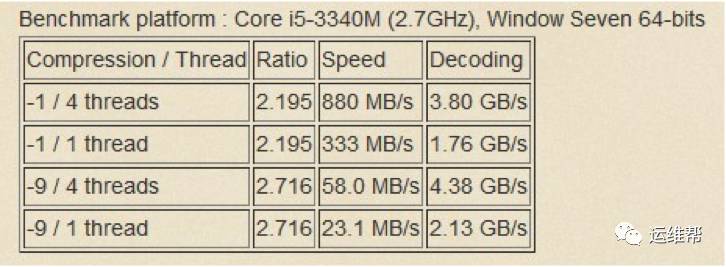 Benchmark platform : Core i5-3340M (2.7GHz), Window Seven 64-bits
Compression / Thread Ratio Speed Decoding
-1 / 4 threads 2.195 880 MB/s 3.80 GB/s
-1 / 1 thread 2.195 333 MB/s 1.76 GB/s
-9 / 4 threads 2.716 58.0 MB/s 4.38 GB/s
-9 / 1 thread 2.716 23.1 MB/s 2.13 GB/s
运维帮